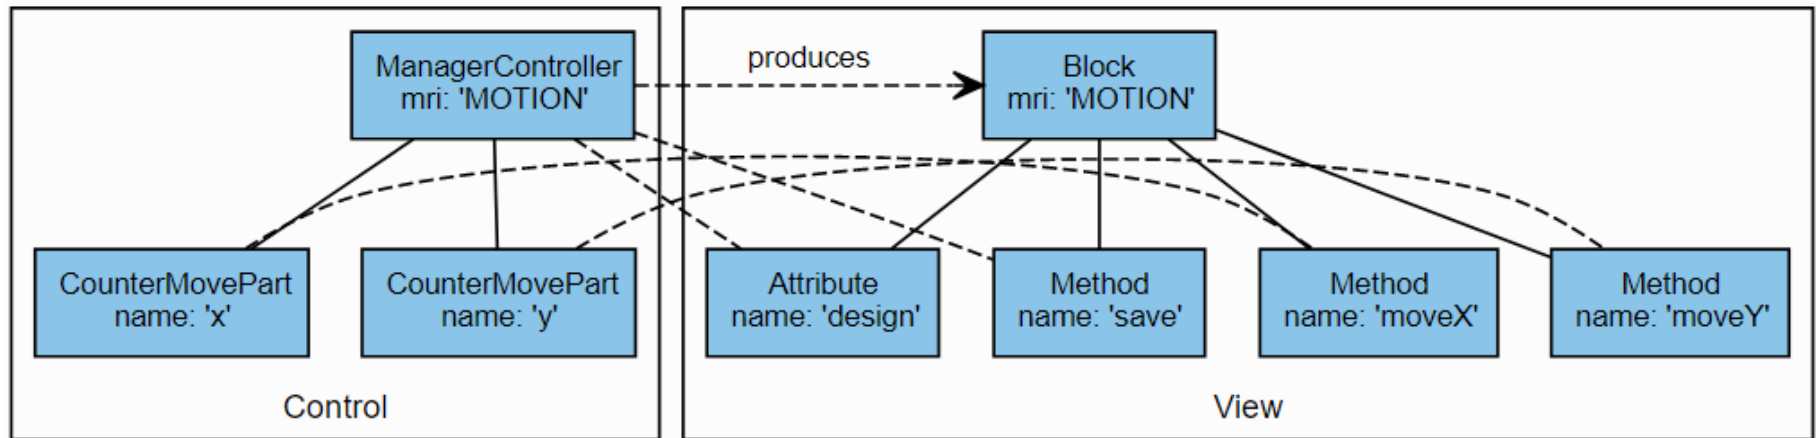 ManagerController
mri: 'MOTION'
produces
Block
mri: 'MOTION'
CounterMovePart
name: 'x'
CounterMovePart
name: 'y'
Attribute
name: 'design'
Method
name: 'save'
Method
name: 'moveX'
Method
name: 'moveY'
Control
View